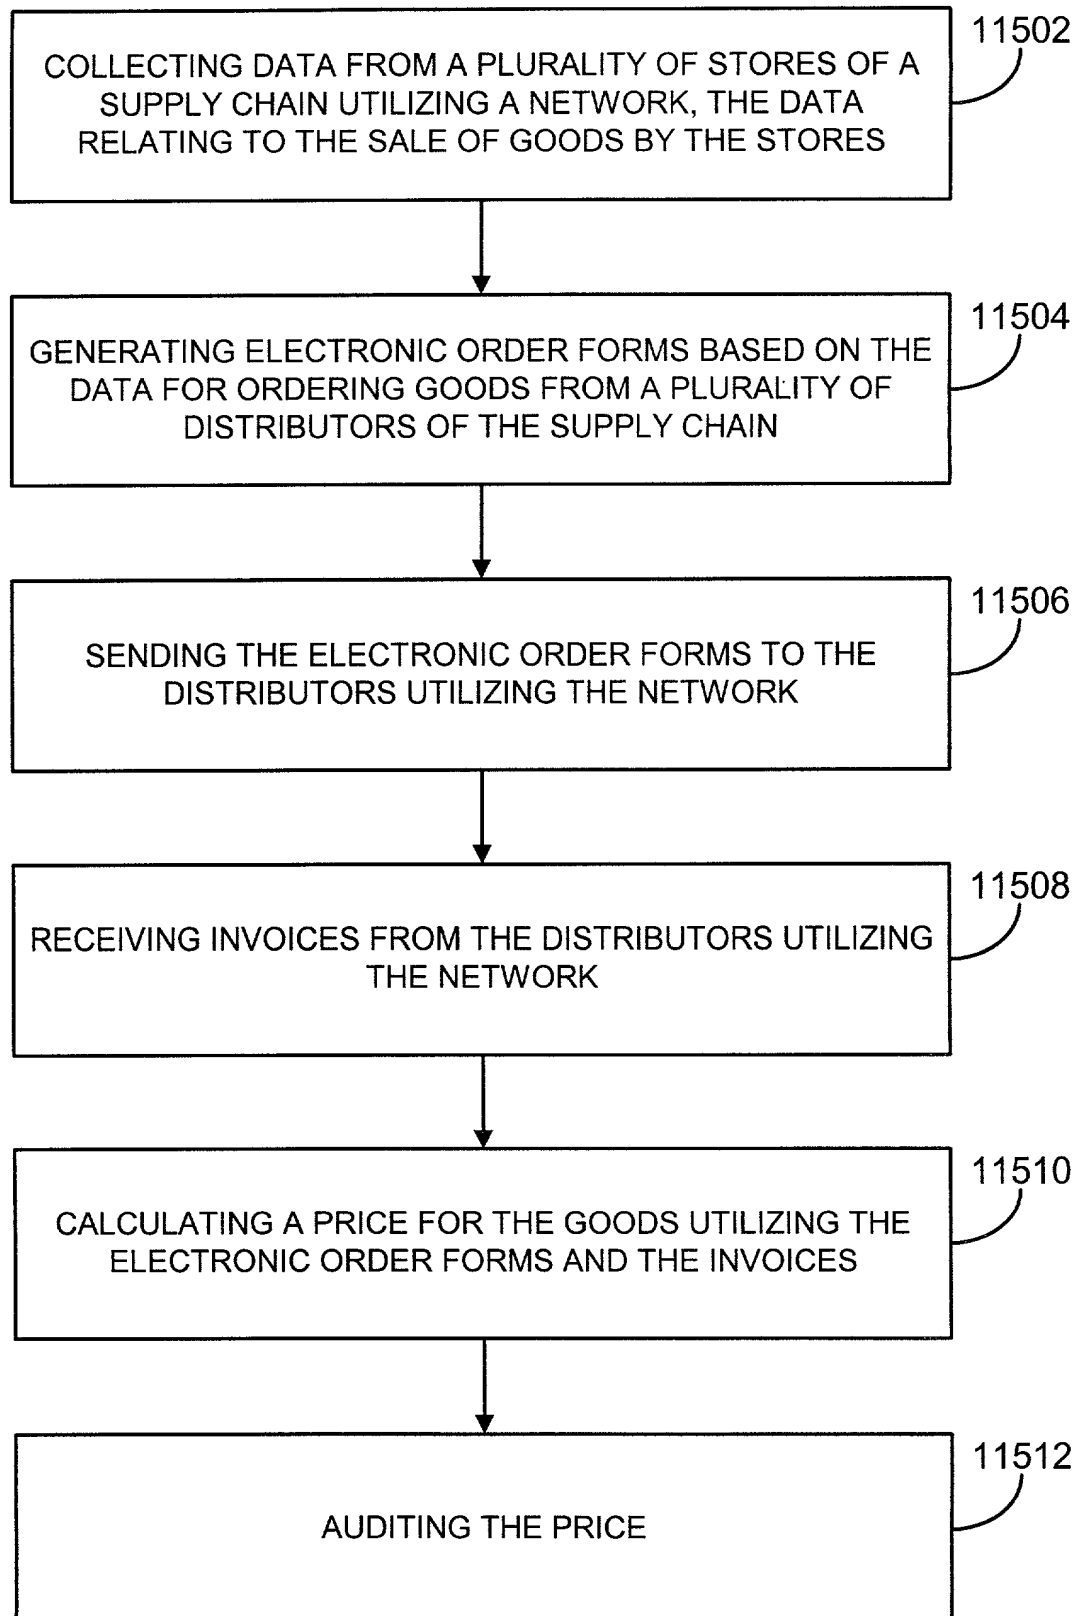 11502
COLLECTING DATA FROM A PLURALITY OF STORES OF A
SUPPLY CHAIN UTILIZING A NETWORK, THE DATA
RELATING TO THE SALE OF GOODS BY THE STORES
11504
GENERATING ELECTRONIC ORDER FORMS BASED ON THE
DATA FOR ORDERING GOODS FROM A PLURALITY OF
DISTRIBUTORS OF THE SUPPLY CHAIN
11506
SENDING THE ELECTRONIC ORDER FORMS TO THE
DISTRIBUTORS UTILIZING THE NETWORK
11508
RECEIVING INVOICES FROM THE DISTRIBUTORS UTILIZING
THE NETWORK
11510
CALCULATING A PRICE FOR THE GOODS UTILIZING THE
ELECTRONIC ORDER FORMS AND THE INVOICES
11512
AUDITING THE PRICE